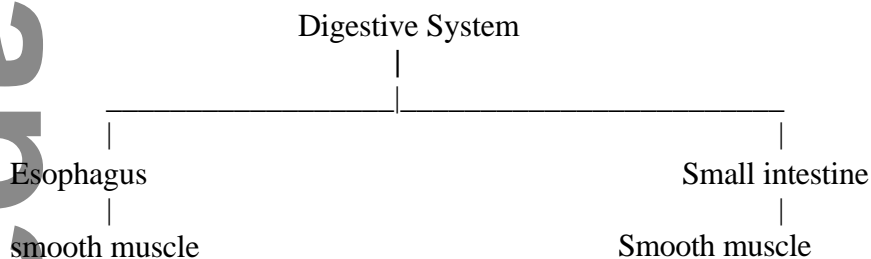 Digestive System
Esophagus Small intestine
smooth muscle Smooth muscle